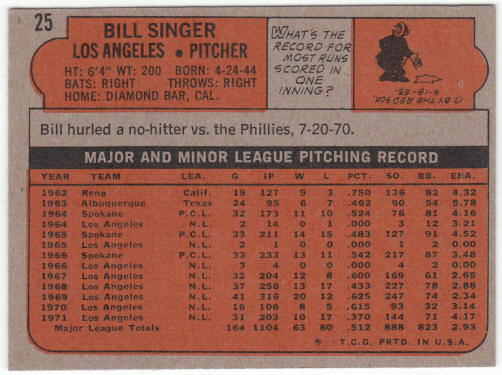 25
BILL SINGER
LOS ANGELES • PITCHER
HT: 6'4" WT: 200 BORN: 4-24-44
BATS: RIGHT THROWS: RIGHT
HOME: DIAMOND BAR, CAL.
WHAT'S THE
RECORD FOR
MOST RUNS
SCORED IN
ONE
INNING?
17 BY THE RED SOX,
6-18-53.
Bill hurled a no-hitter vs. the Phillies, 7-20-70.
MAJOR AND MINOR LEAGUE PITCHING RECORD
YEAR TEAM LEA. G IP W L PCT. SO. BB. ERA.
1962 Reno Calif. 19 127 9 3 .750 136 82 4.32
1963 Albuquerque Texas 24 95 6 7 .462 90 54 5.78
1964 Spokane P.C.L. 32 173 11 10 .524 76 81 4.16
1964 Los Angeles N.L. 2 14 0 1 .000 3 12 3.21
1965 Spokane P.C.L. 33 211 14 15 .483 127 91 4.52
1965 Los Angeles N.L. 2 1 0 0 .000 1 2 0.00
1966 Spokane P.C.L. 33 233 13 11 .542 217 87 3.48
1966 Los Angeles N.L. 3 4 0 0 .000 4 2 0.00
1967 Los Angeles N.L. 32 204 12 8 .600 169 61 2.65
1968 Los Angeles N.L. 37 256 13 17 .433 227 78 2.88
1969 Los Angeles N.L. 41 316 20 12 .625 247 74 2.34
1970 Los Angeles N.L. 16 106 8 5 .615 93 32 3.14
1971 Los Angeles N.L. 31 203 10 17 .370 144 71 4.17
Major League Totals 164 1104 63 60 .512 888 823 2.93
® T.C.G. PRTD. IN U.S.A.